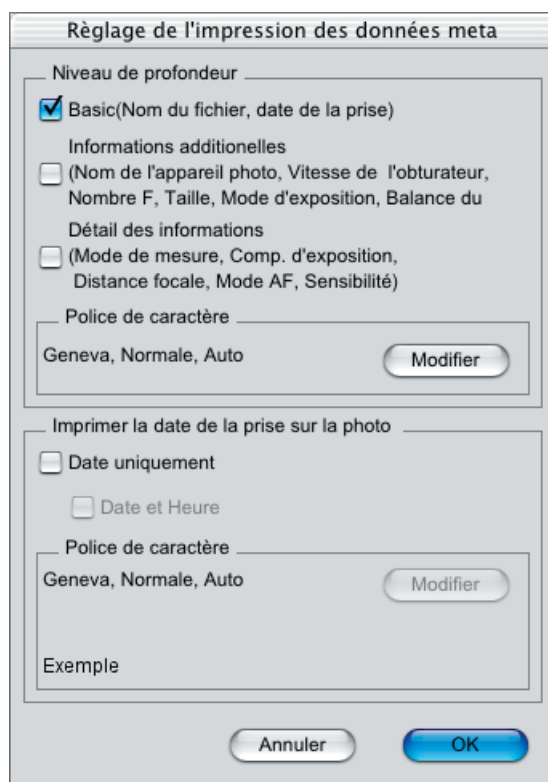 Règlage de l'impression des données meta
Niveau de profondeur
Basic(Nom du fichier, date de la prise)
Informations additionelles
(Nom de l'appareil photo, Vitesse de l'obturateur,
Nombre F, Taille, Mode d'exposition, Balance du
Détail des informations
(Mode de mesure, Comp. d'exposition,
Distance focale, Mode AF, Sensibilité)
Police de caractère
Geneva, Normale, Auto
Modifier
Imprimer la date de la prise sur la photo
Date uniquement
Date et Heure
Police de caractère
Geneva, Normale, Auto
Modifier
Exemple
Annuler
OK